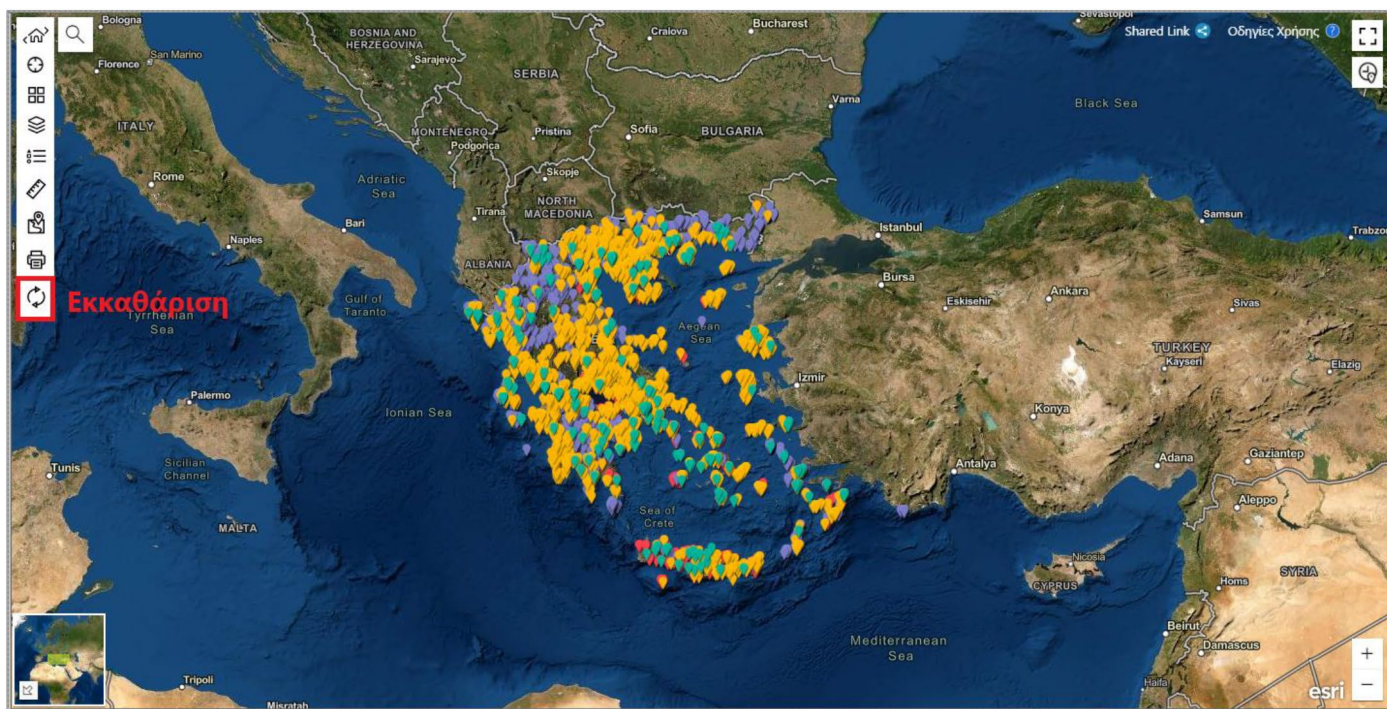 Bologna
Bucharest
Sevastopol
BOSNIA AND
HERZEGOVINA
Craiova
Shared Link
Οδηγίες Χρήσης
?
San Marino
Florence
Sarajevo
SERBIA
Varna
Black Sea
ITALY
MONTENEGRO
Pristina
Sofia
BULGARIA
Podgorica
Rome
Adriatic
Sea
Skopje
NORTH
MACEDONIA
Tirana
Samsun
Bari
Istanbul
Trabzon
Naples
ALBANIA
Bursa
Εκκαθάριση
Gulf of
Taranto
Ankara
Eskisehir
Sivas
Tyrrhenian
Sea
Aegean
Sea
TURKEY
Kayseri
Elazig
Izmir
Palermo
Ionian Sea
Konya
Sicilian
Channel
Tunis
Antalya
Adana
Gaziantep
Aleppo
Sea of
Crete
MALTA
Nicosia
CYPRUS
SYRIA
Homs
Beirut
Mediterranean
Sea
Damascus
Haifa
Tripoli
esri
Misratah